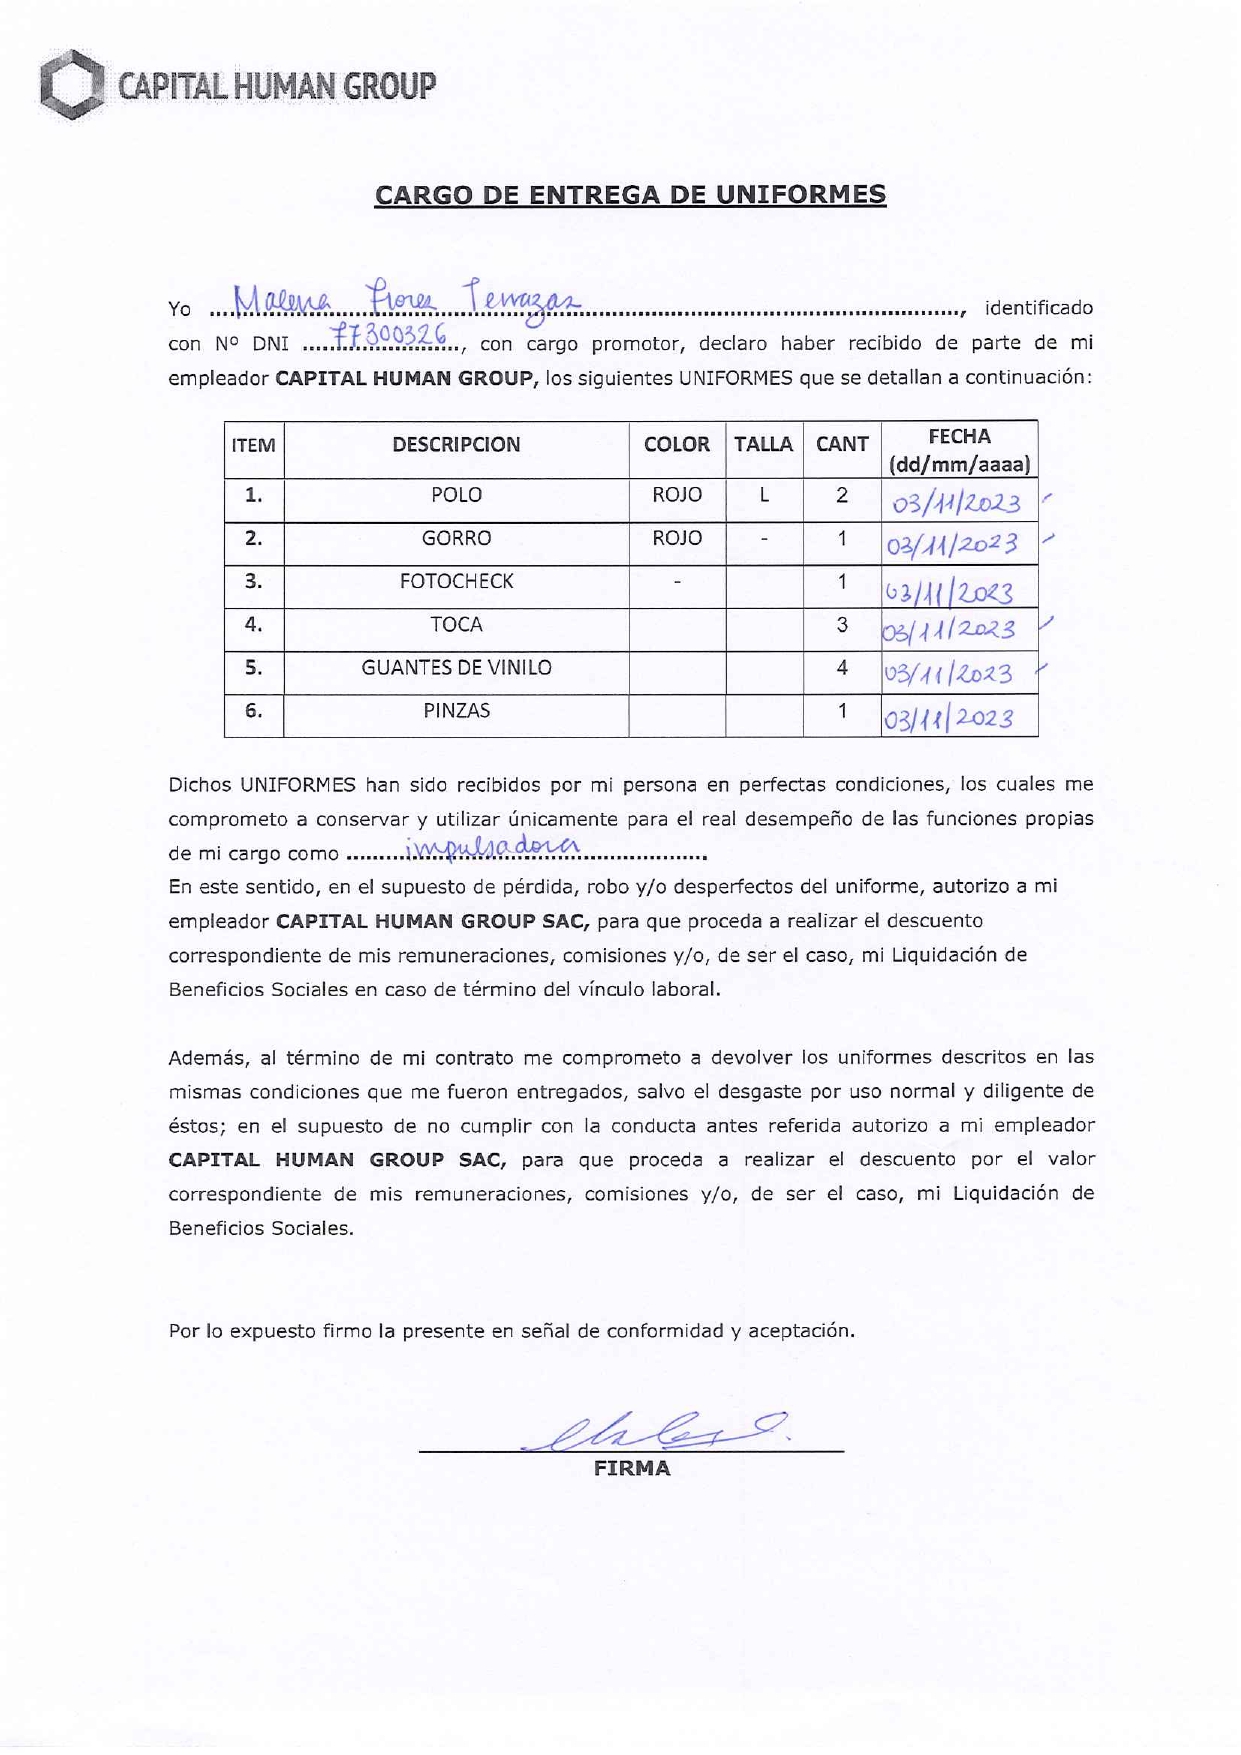 CAPITAL HUMAN GROUP
CARGO DE ENTREGA DE UNIFORMES
Yo ....Malena Flores Terrazas...................................................., identificado
con Nº DNI .....77300326.., con cargo promotor, declaro haber recibido de parte de mi
empleador CAPITAL HUMAN GROUP, los siguientes UNIFORMES que se detallan a continuación:
ITEM DESCRIPCION COLOR TALLA CANT FECHA (dd/mm/aaaa)
1. POLO ROJO L 2 03/11/2023
2. GORRO ROJO - 1 03/11/2023
3. FOTOCHECK - 1 03/11/2023
4. TOCA 3 03/11/2023
5. GUANTES DE VINILO 4 03/11/2023
6. PINZAS 1 03/11/2023
Dichos UNIFORMES han sido recibidos por mi persona en perfectas condiciones, los cuales me
comprometo a conservar y utilizar únicamente para el real desempeño de las funciones propias
de mi cargo como .........impulsadora....................
En este sentido, en el supuesto de pérdida, robo y/o desperfectos del uniforme, autorizo a mi
empleador CAPITAL HUMAN GROUP SAC, para que proceda a realizar el descuento
correspondiente de mis remuneraciones, comisiones y/o, de ser el caso, mi Liquidación de
Beneficios Sociales en caso de término del vínculo laboral.
Además, al término de mi contrato me comprometo a devolver los uniformes descritos en las
mismas condiciones que me fueron entregados, salvo el desgaste por uso normal y diligente de
éstos; en el supuesto de no cumplir con la conducta antes referida autorizo a mi empleador
CAPITAL HUMAN GROUP SAC, para que proceda a realizar el descuento por el valor
correspondiente de mis remuneraciones, comisiones y/o, de ser el caso, mi Liquidación de
Beneficios Sociales.
Por lo expuesto firmo la presente en señal de conformidad y aceptación.
FIRMA